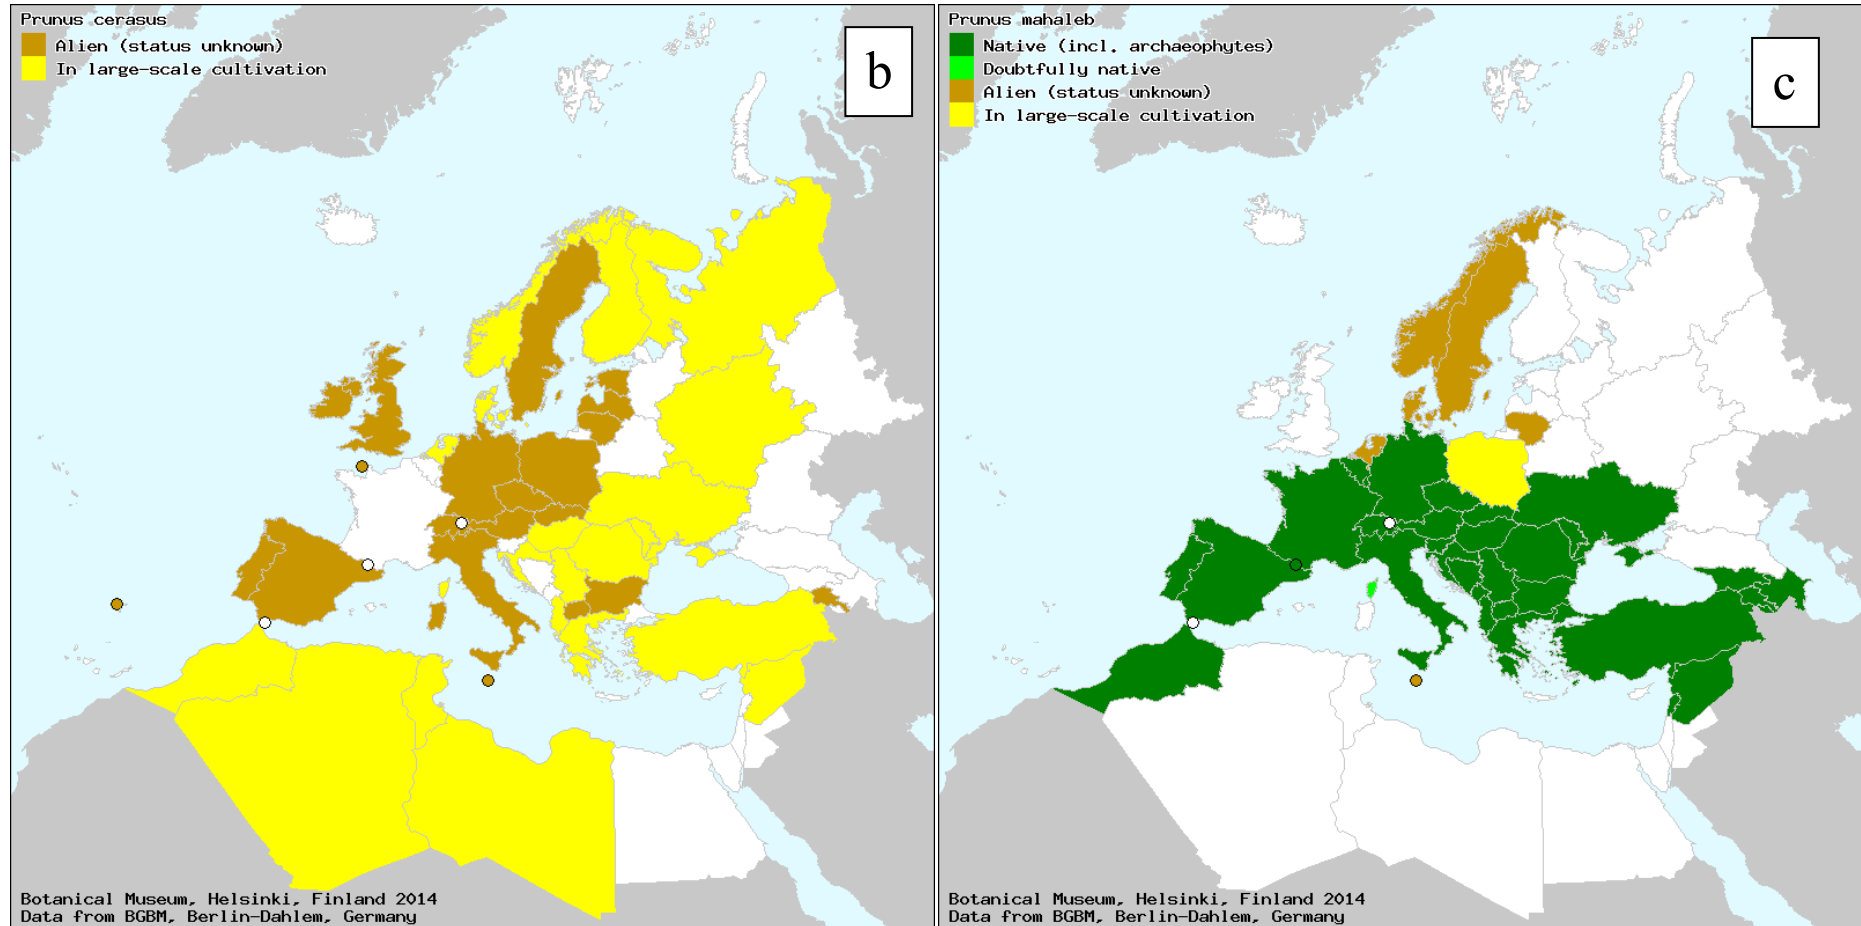 Prunus cerasus
Alien (status unknown)
In large-scale cultivation
b
Botanical Museum, Helsinki, Finland 2014
Data from BGBM, Berlin-Dahlem, Germany
Prunus mahaleb
Native (incl. archaeophytes)
Doubtfully native
Alien (status unknown)
In large-scale cultivation
c
Botanical Museum, Helsinki, Finland 2014
Data from BGBM, Berlin-Dahlem, Germany